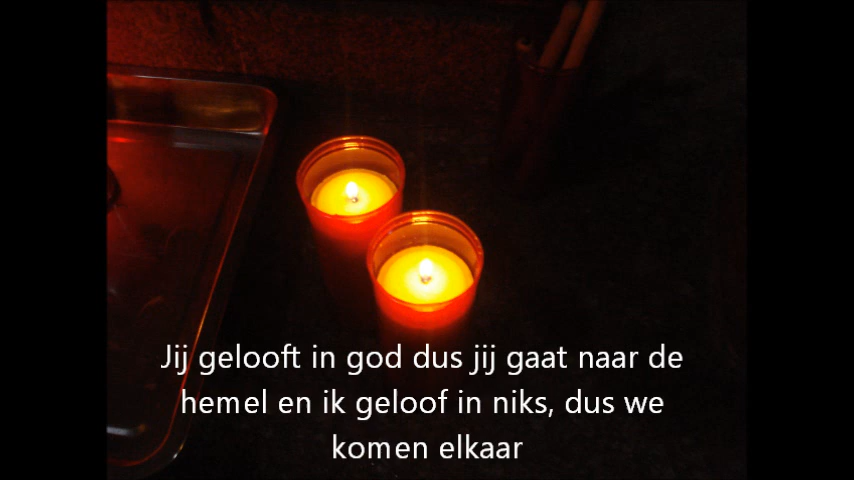 Jij gelooft in god dus jij gaat naar de
hemel en ik geloof in niks, dus we
komen elkaar